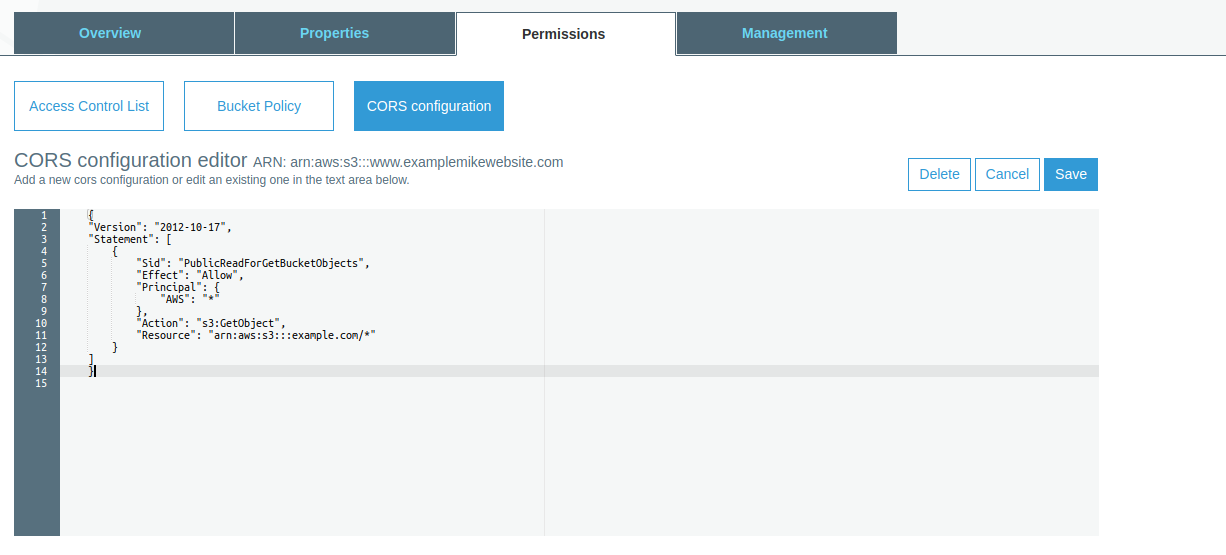 Overview Properties Permissions Management
Access Control List Bucket Policy CORS configuration
CORS configuration editor ARN: arn:aws:s3:::www.examplemikewebsite.com
Add a new cors configuration or edit an existing one in the text area below.
Delete Cancel Save
1 {
2 "Version": "2012-10-17",
3 "Statement": [
4 {
5 "Sid": "PublicReadForGetBucketObjects",
6 "Effect": "Allow",
7 "Principal": {
8 "AWS": "*"
9 },
10 "Action": "s3:GetObject",
11 "Resource": "arn:aws:s3:::example.com/*"
12 }
13 ]
14 }
15